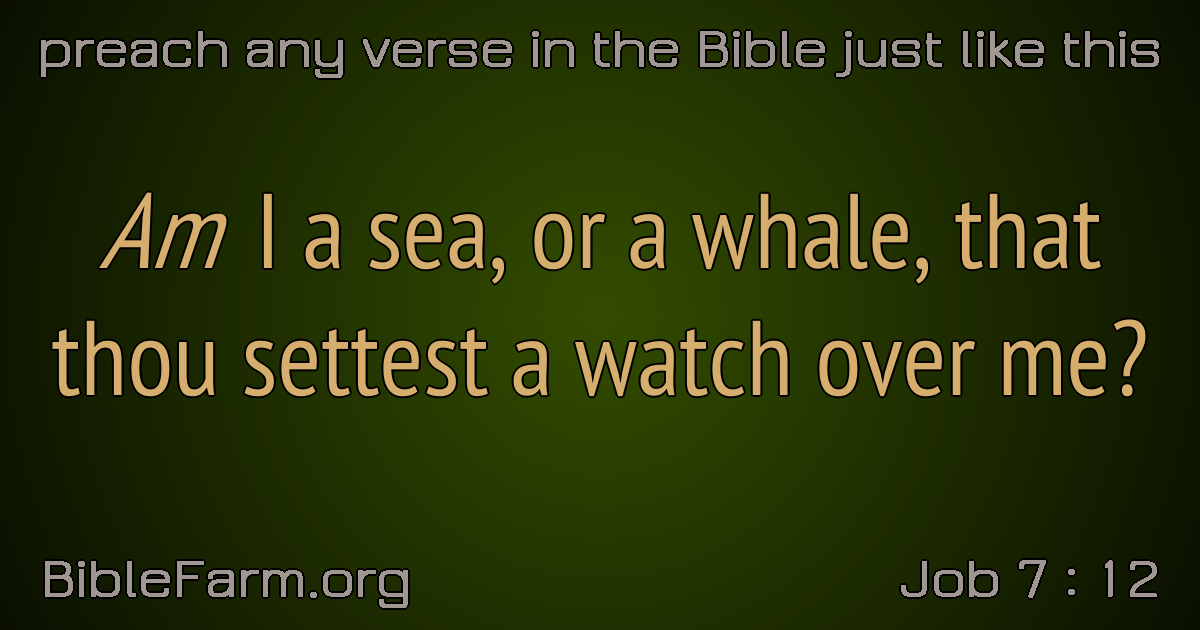 preach any verse in the Bible just like this
Am I a sea, or a whale, that
thou settest a watch over me?
BibleFarm.org
Job 7 : 12